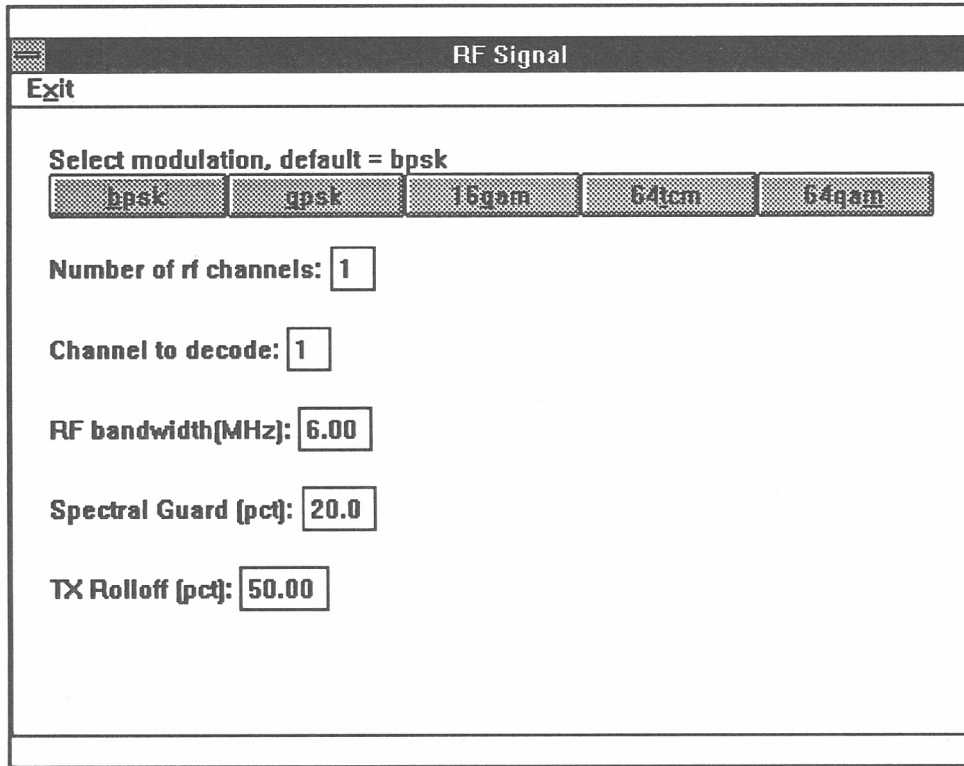 RF Signal
Exit
Select modulation, default = bpsk
bpsk qpsk 16qam 64tcm 64qam
Number of rf channels: 1
Channel to decode: 1
RF bandwidth(MHz): 6.00
Spectral Guard (pct): 20.0
TX Rolloff (pct): 50.00